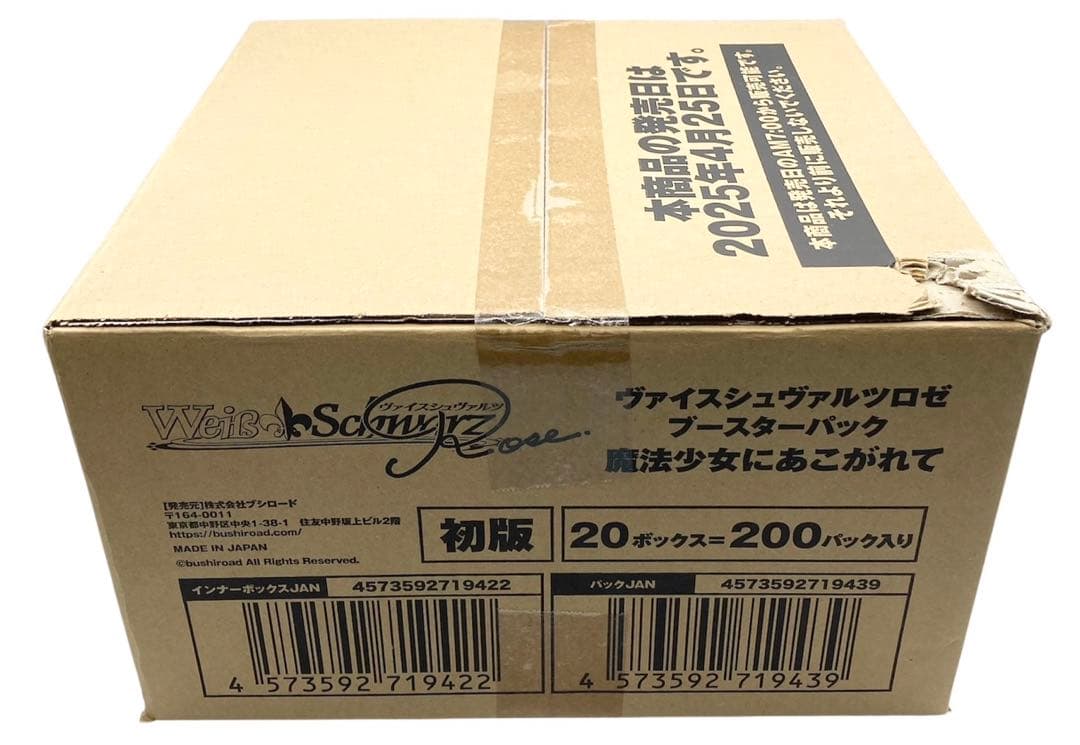 本商品の発売日は
2025年4月25日です。
本商品は発売日のAM7:00から販売可能です。
それより前に販売しないでください。
Weiß Schwarz
ヴァイスシュヴァルツ
Rose.
ヴァイスシュヴァルツロゼ
ブースターパック
魔法少女にあこがれて
[発売元]株式会社ブシロード
〒164-0011
東京都中野区中央1-38-1 住友中野坂上ビル2階
https://bushiroad.com/
MADE IN JAPAN
©bushiroad All Rights Reserved.
初版
20ボックス=200パック入り
インナーボックスJAN 4573592719422
4 573592 719422
パックJAN 4573592719439
4 573592 719439